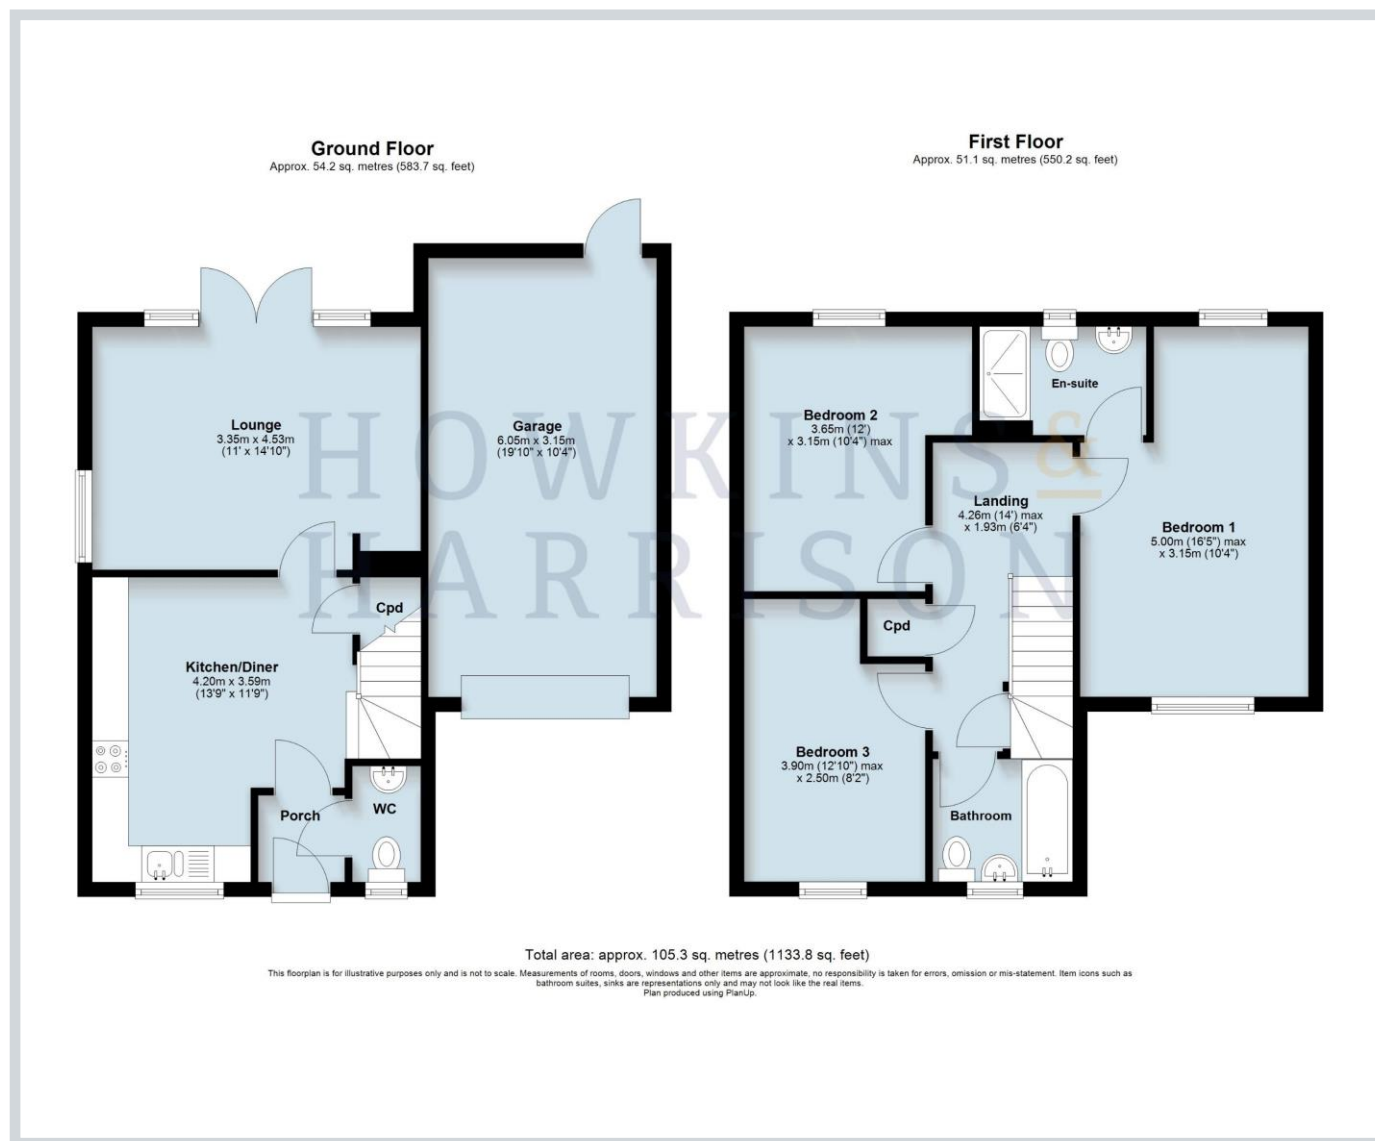 Ground Floor
Approx. 54.2 sq. metres (583.7 sq. feet)
First Floor
Approx. 51.1 sq. metres (550.2 sq. feet)
Lounge
3.35m x 4.53m
(11' x 14'10")
Garage
6.05m x 3.15m
(19'10" x 10'4")
Cpd
Kitchen/Diner
4.20m x 3.59m
(13'9" x 11'9")
Porch
WC
En-suite
Bedroom 2
3.65m (12')
x 3.15m (10'4") max
Landing
4.26m (14') max
x 1.93m (6'4")
Bedroom 1
5.00m (16'5") max
x 3.15m (10'4")
Cpd
Bedroom 3
3.90m (12'10") max
x 2.50m (8'2")
Bathroom
HOWKINS &
HARRISON
Total area: approx. 105.3 sq. metres (1133.8 sq. feet)
This floorplan is for illustrative purposes only and is not to scale. Measurements of rooms, doors, windows and other items are approximate, no responsibility is taken for errors, omission or mis-statement. Item icons such as
bathroom suites, sinks are representations only and may not look like the real items.
Plan produced using PlanUp.